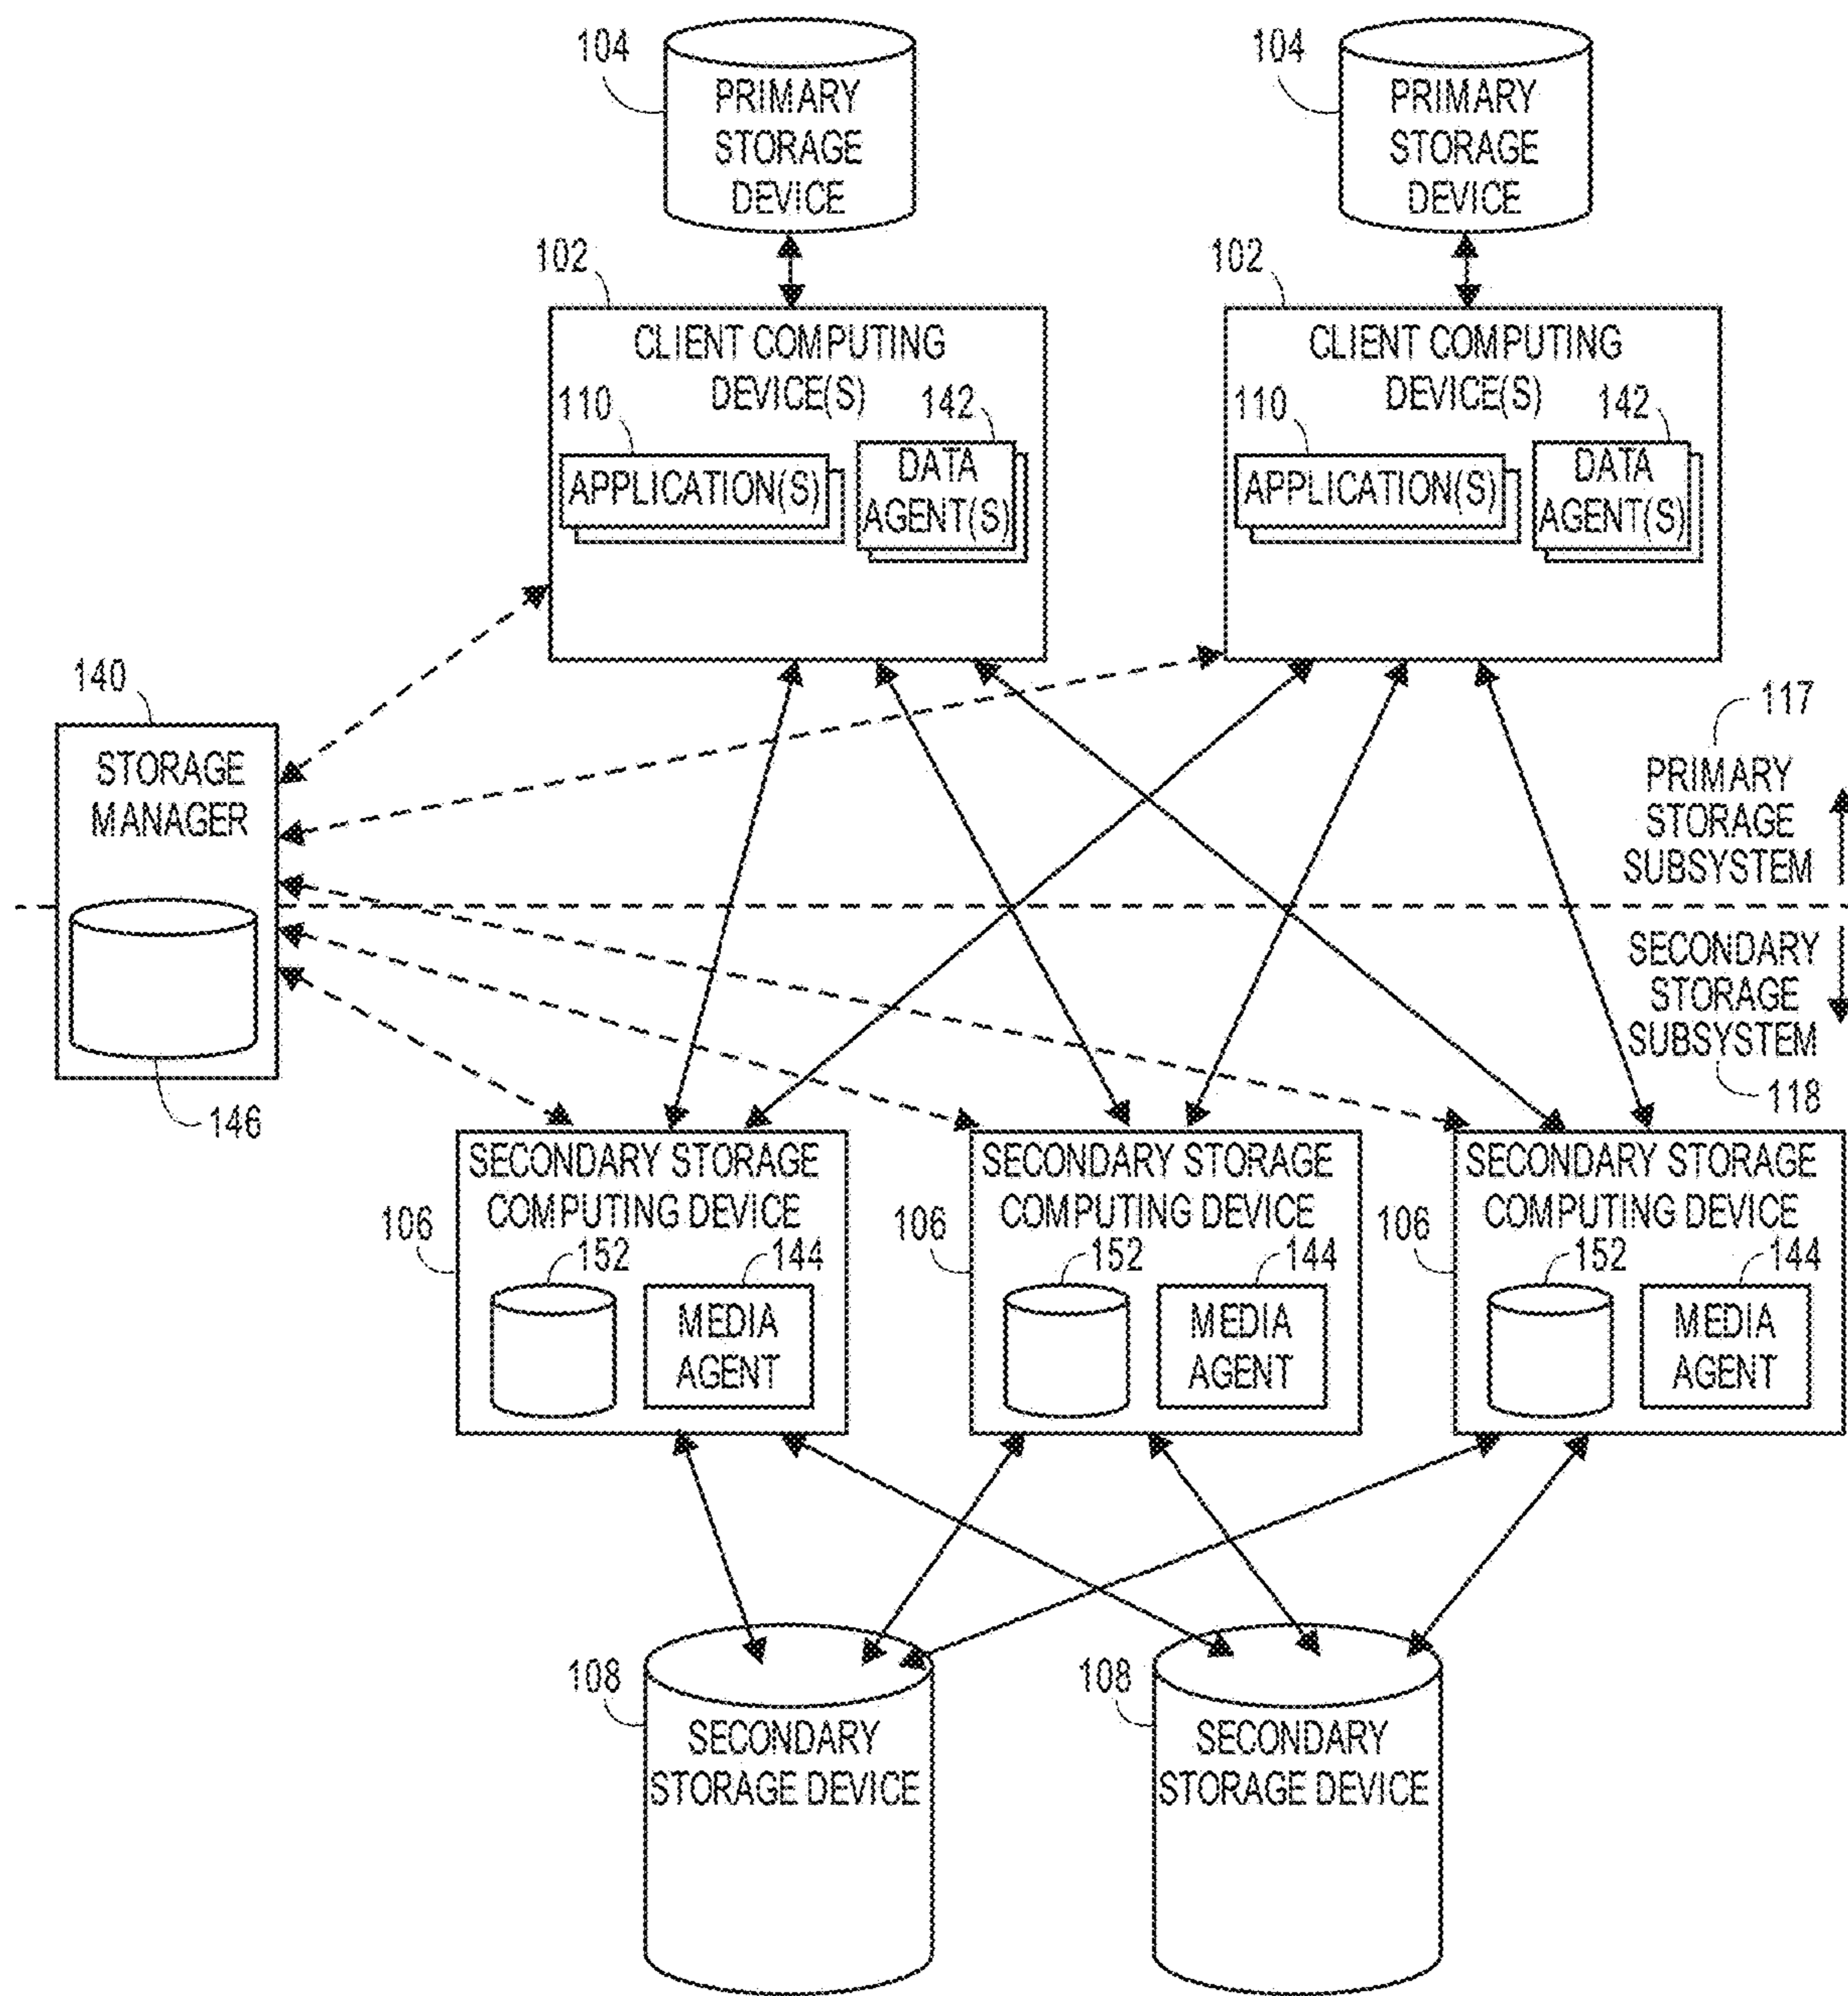 104
PRIMARY
STORAGE
DEVICE
104
PRIMARY
STORAGE
DEVICE
102
CLIENT COMPUTING
DEVICE(S)
110
142
APPLICATION(S)
DATA
AGENT(S)
102
CLIENT COMPUTING
DEVICE(S)
110
142
APPLICATION(S)
DATA
AGENT(S)
140
STORAGE
MANAGER
146
117
PRIMARY
STORAGE
SUBSYSTEM
SECONDARY
STORAGE
SUBSYSTEM
118
SECONDARY STORAGE
COMPUTING DEVICE
106
152
144
MEDIA
AGENT
SECONDARY STORAGE
COMPUTING DEVICE
106
152
144
MEDIA
AGENT
SECONDARY STORAGE
COMPUTING DEVICE
106
152
144
MEDIA
AGENT
108
SECONDARY
STORAGE DEVICE
108
SECONDARY
STORAGE DEVICE